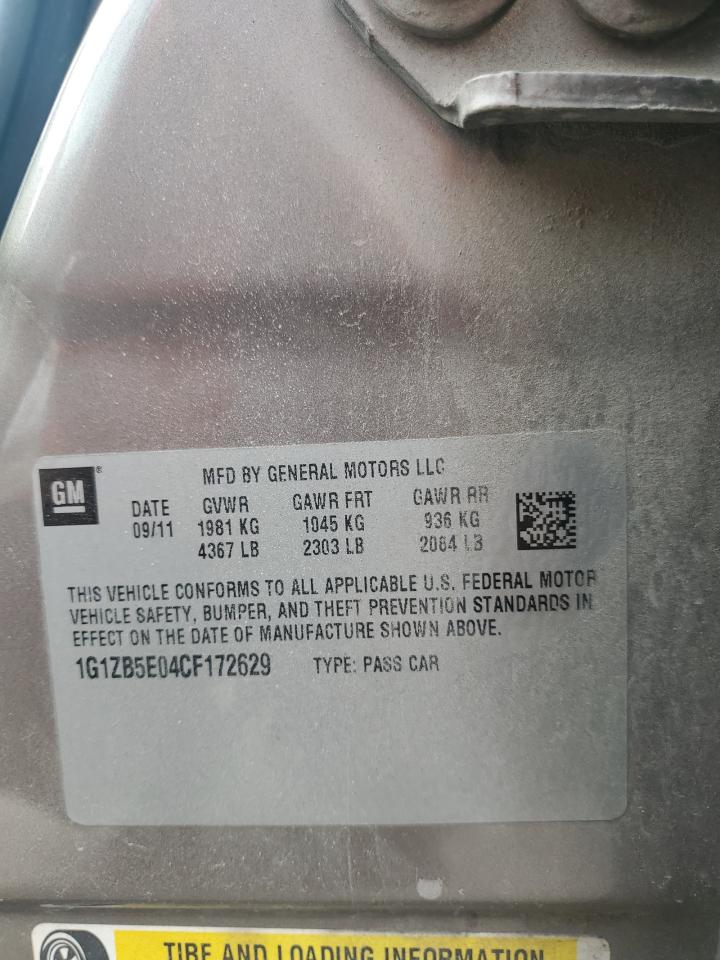 GM ®
MFD BY GENERAL MOTORS LLC
DATE GVWR GAWR FRT GAWR RR
09/11 1981 KG 1045 KG 936 KG
4367 LB 2303 LB 2064 LB
THIS VEHICLE CONFORMS TO ALL APPLICABLE U.S. FEDERAL MOTOR
VEHICLE SAFETY, BUMPER, AND THEFT PREVENTION STANDARDS IN
EFFECT ON THE DATE OF MANUFACTURE SHOWN ABOVE.
1G1ZB5E04CF172629 TYPE: PASS CAR
TIRE AND LOADING INFORMATION